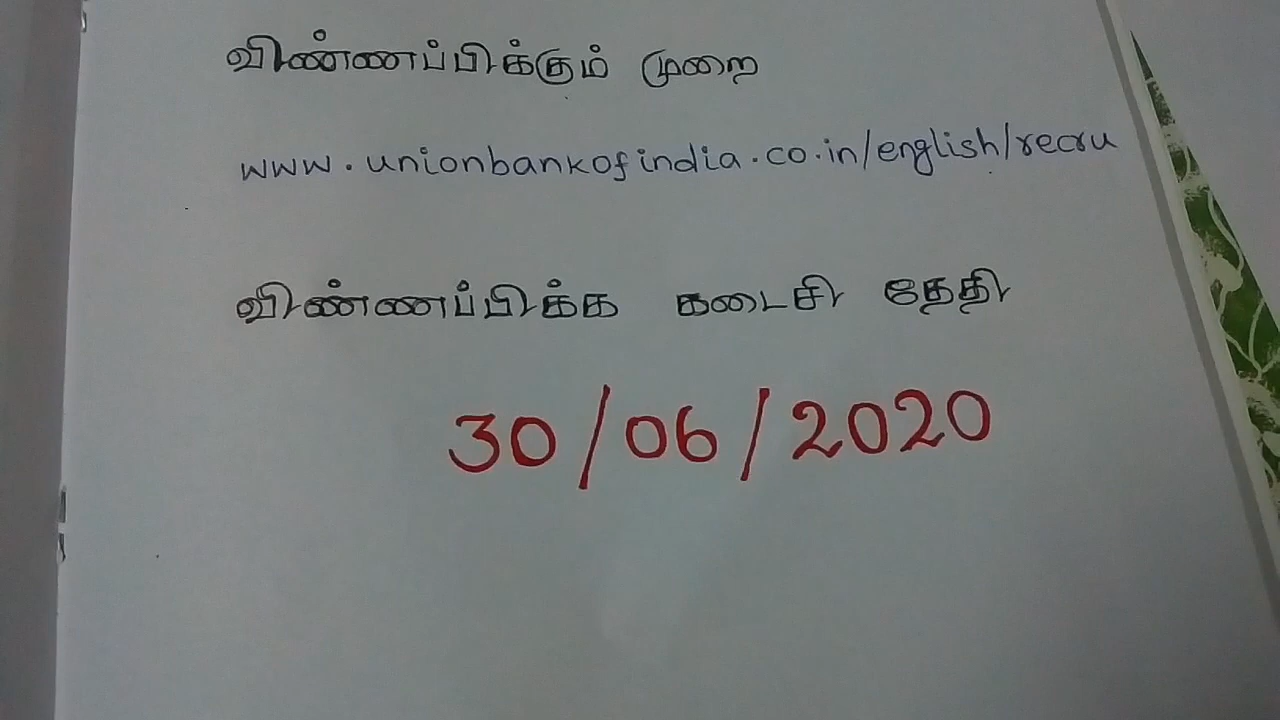 விண்ணப்பிக்கும் முறை
www.unionbankofindia.co.in/english/recru
விண்ணப்பிக்க கடைசி தேதி
30/06/2020